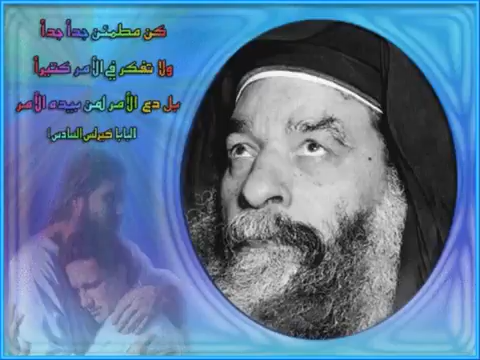 كن مطمئن جداً جداً
ولا تفكر في الأمر كثيراً
بل دع الأمر لمن بيده الأمر
(البابا كيرلس السادس)